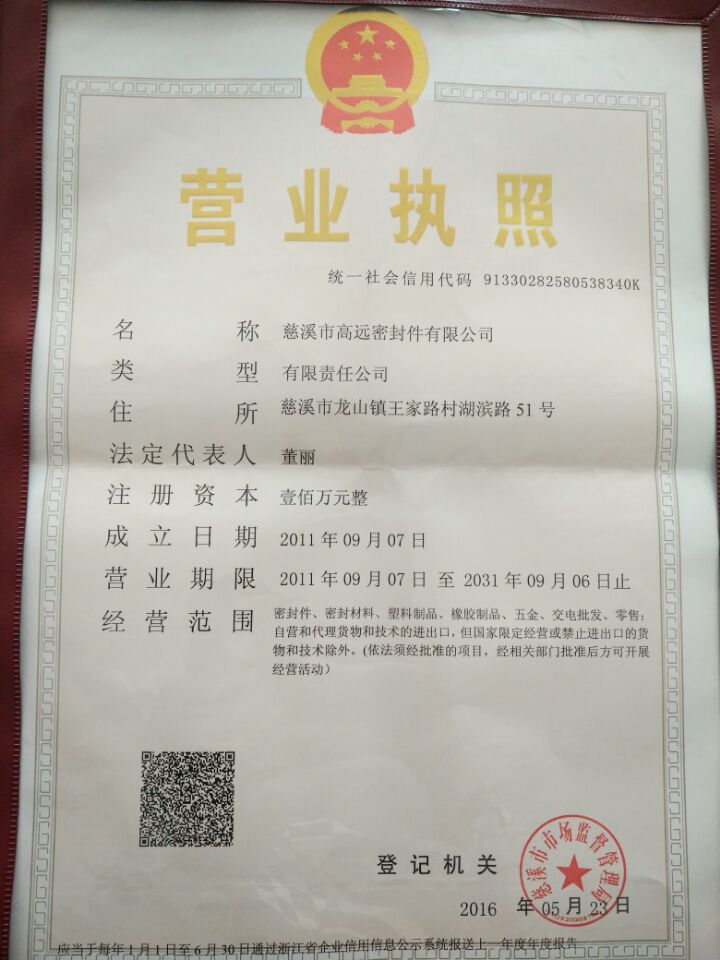 营业执照
统一社会信用代码 91330282580538340K
名称 慈溪市高远密封件有限公司
类型 有限责任公司
住所 慈溪市龙山镇王家路村湖滨路51号
法定代表人 董丽
注册资本 壹佰万元整
成立日期 2011年09月07日
营业期限 2011年09月07日 至 2031年09月06日止
经营范围 密封件、密封材料、塑料制品、橡胶制品、五金、交电批发、零售;
自营和代理货物和技术的进出口,但国家限定经营或禁止进出口的货
物和技术除外。(依法须经批准的项目,经相关部门批准后方可开展
经营活动)
慈溪市市场监督管理局
登记机关
2016 年 05 月 23 日
应当于每年1月1日至6月30日通过浙江省企业信用信息公示系统报送上一年度年度报告